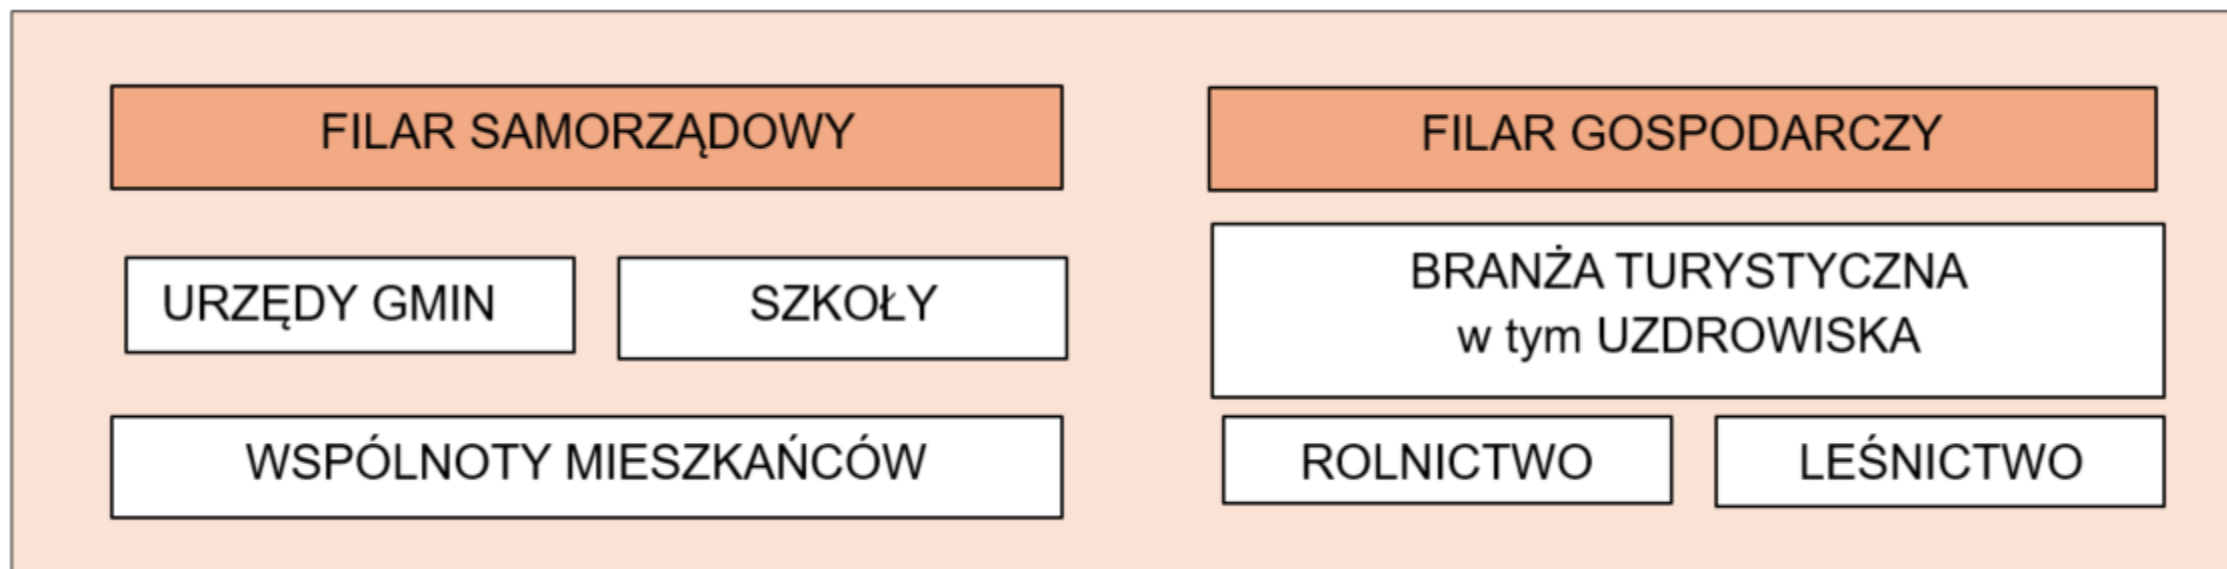 FILAR SAMORZĄDOWY
URZĘDY GMIN
SZKOŁY
WSPÓLNOTY MIESZKAŃCÓW
FILAR GOSPODARCZY
BRANŻA TURYSTYCZNA
w tym UZDROWISKA
ROLNICTWO
LEŚNICTWO